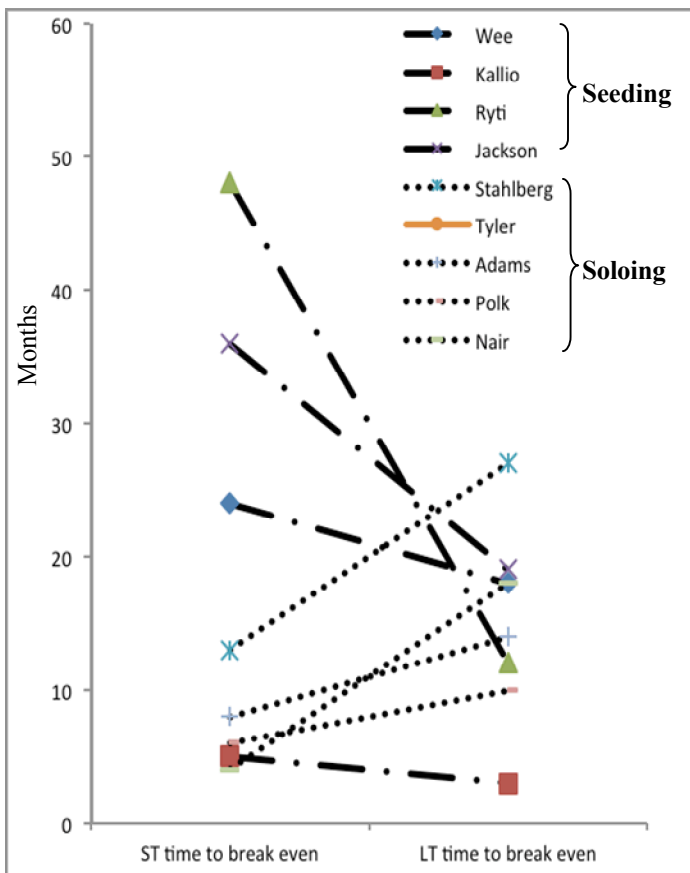 60
50
40
30
20
10
0
Months
Wee
Kallio
Ryti
Jackson
Seeding
Stahlberg
Tyler
Adams
Polk
Nair
Soloing
ST time to break even
LT time to break even